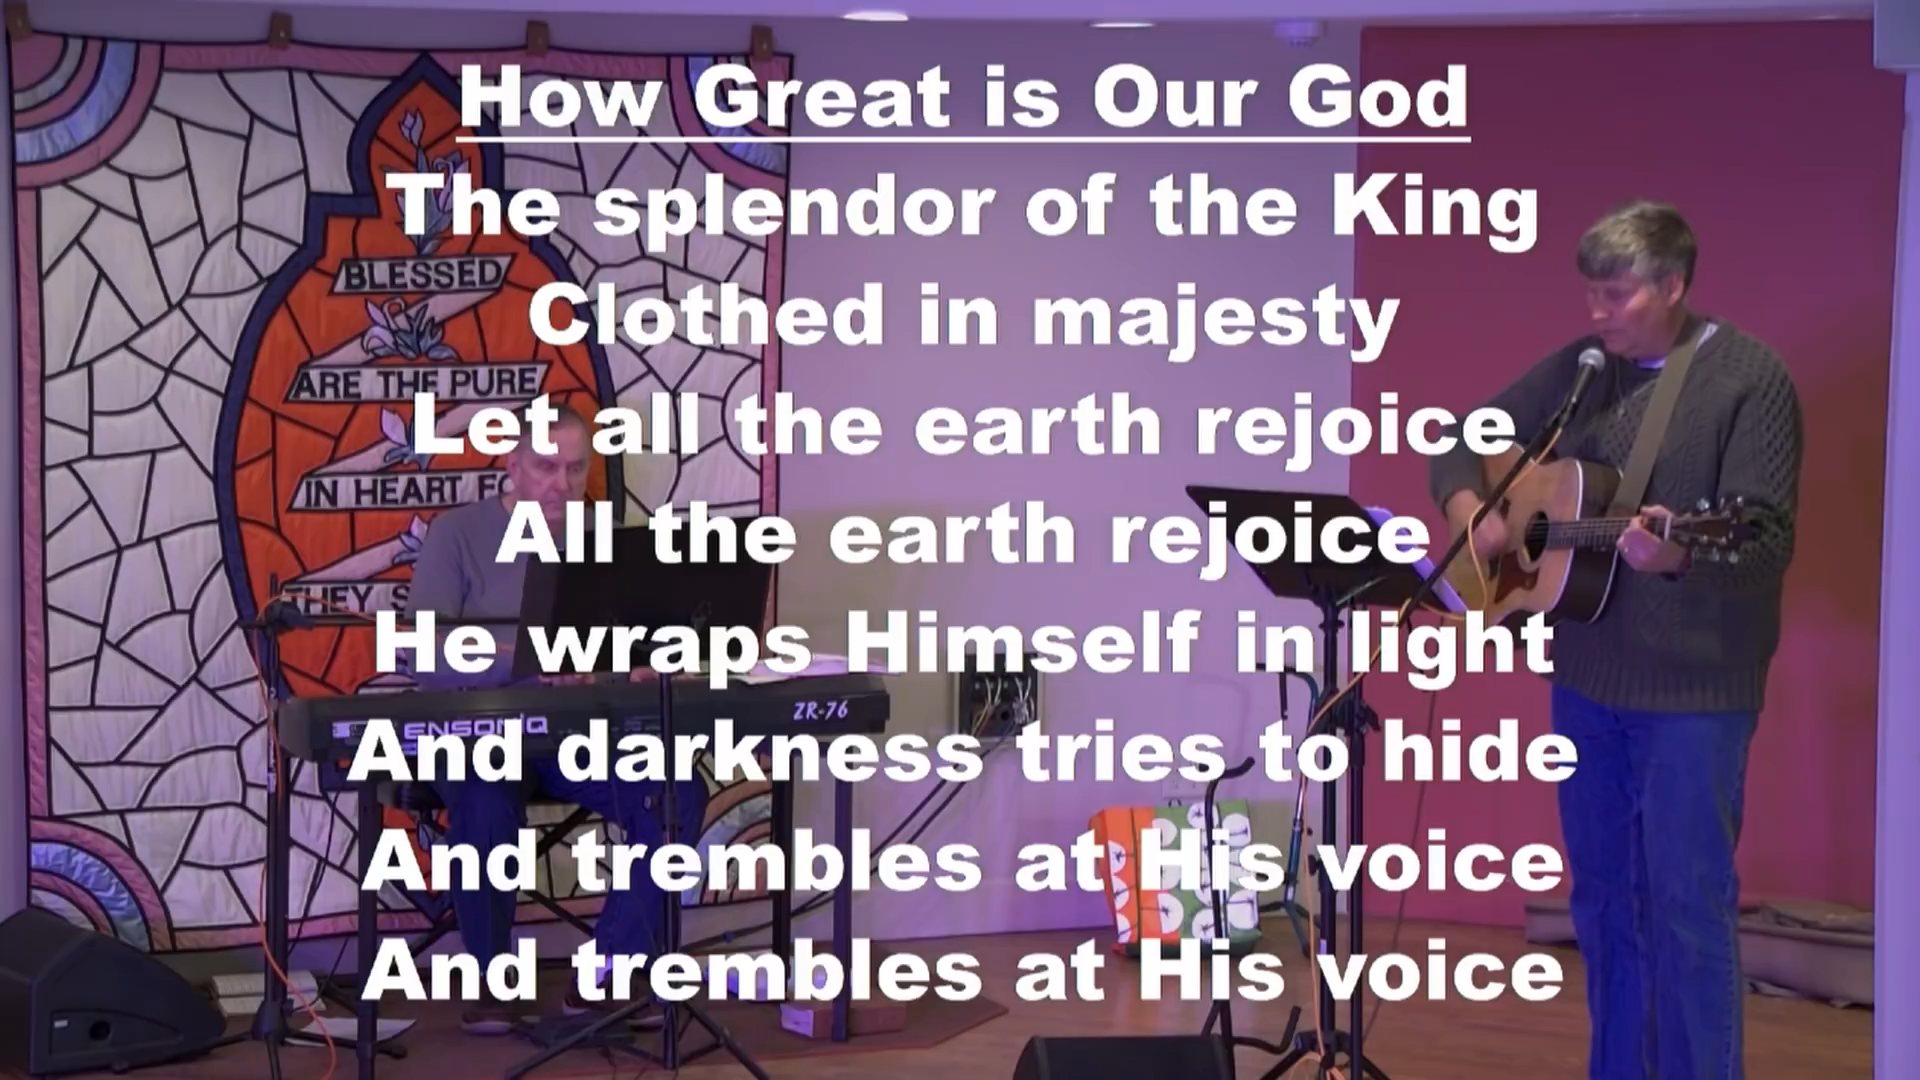 How Great is Our God
The splendor of the King
Clothed in majesty
Let all the earth rejoice
All the earth rejoice
He wraps Himself in light
And darkness tries to hide
And trembles at His voice
And trembles at His voice
BLESSED
ARE THE PURE
IN HEART
THEY
ENSONIQ
ZR-76